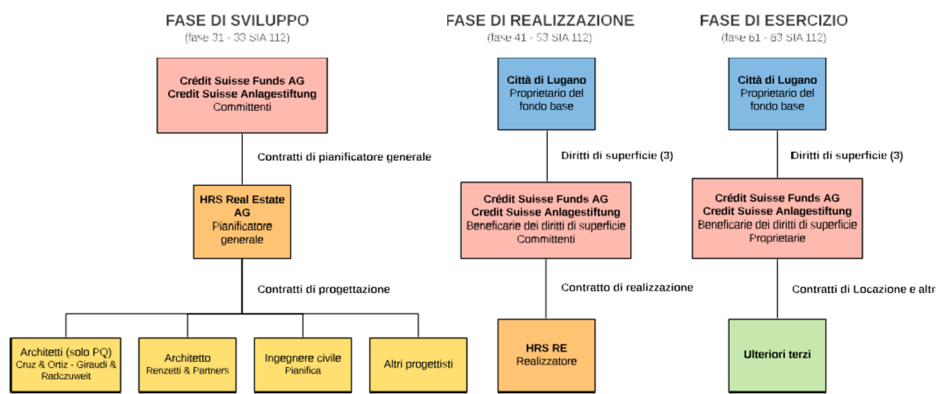 FASE DI SVILUPPO
(fase 31 - 33 SIA 112)
Crédit Suisse Funds AG
Credit Suisse Anlagestiftung
Committenti
Contratti di pianificatore generale
HRS Real Estate
AG
Pianificatore
generale
Contratti di progettazione
Architetti (solo PQ)
Cruz & Ortiz - Giraudi &
Radczuweit
Architetto
Renzetti & Partners
Ingegnere civile
Pianifica
Altri progettisti
FASE DI REALIZZAZIONE
(fase 41 - 53 SIA 112)
Città di Lugano
Proprietario del
fondo base
Diritti di superficie (3)
Crédit Suisse Funds AG
Credit Suisse Anlagestiftung
Beneficarie dei diritti di superficie
Committenti
Contratto di realizzazione
HRS RE
Realizzatore
FASE DI ESERCIZIO
(fase 61 - 63 SIA 112)
Città di Lugano
Proprietario del
fondo base
Diritti di superficie (3)
Crédit Suisse Funds AG
Credit Suisse Anlagestiftung
Beneficarie dei diritti di superficie
Proprietarie
Contratti di Locazione e altr
Ulteriori terzi